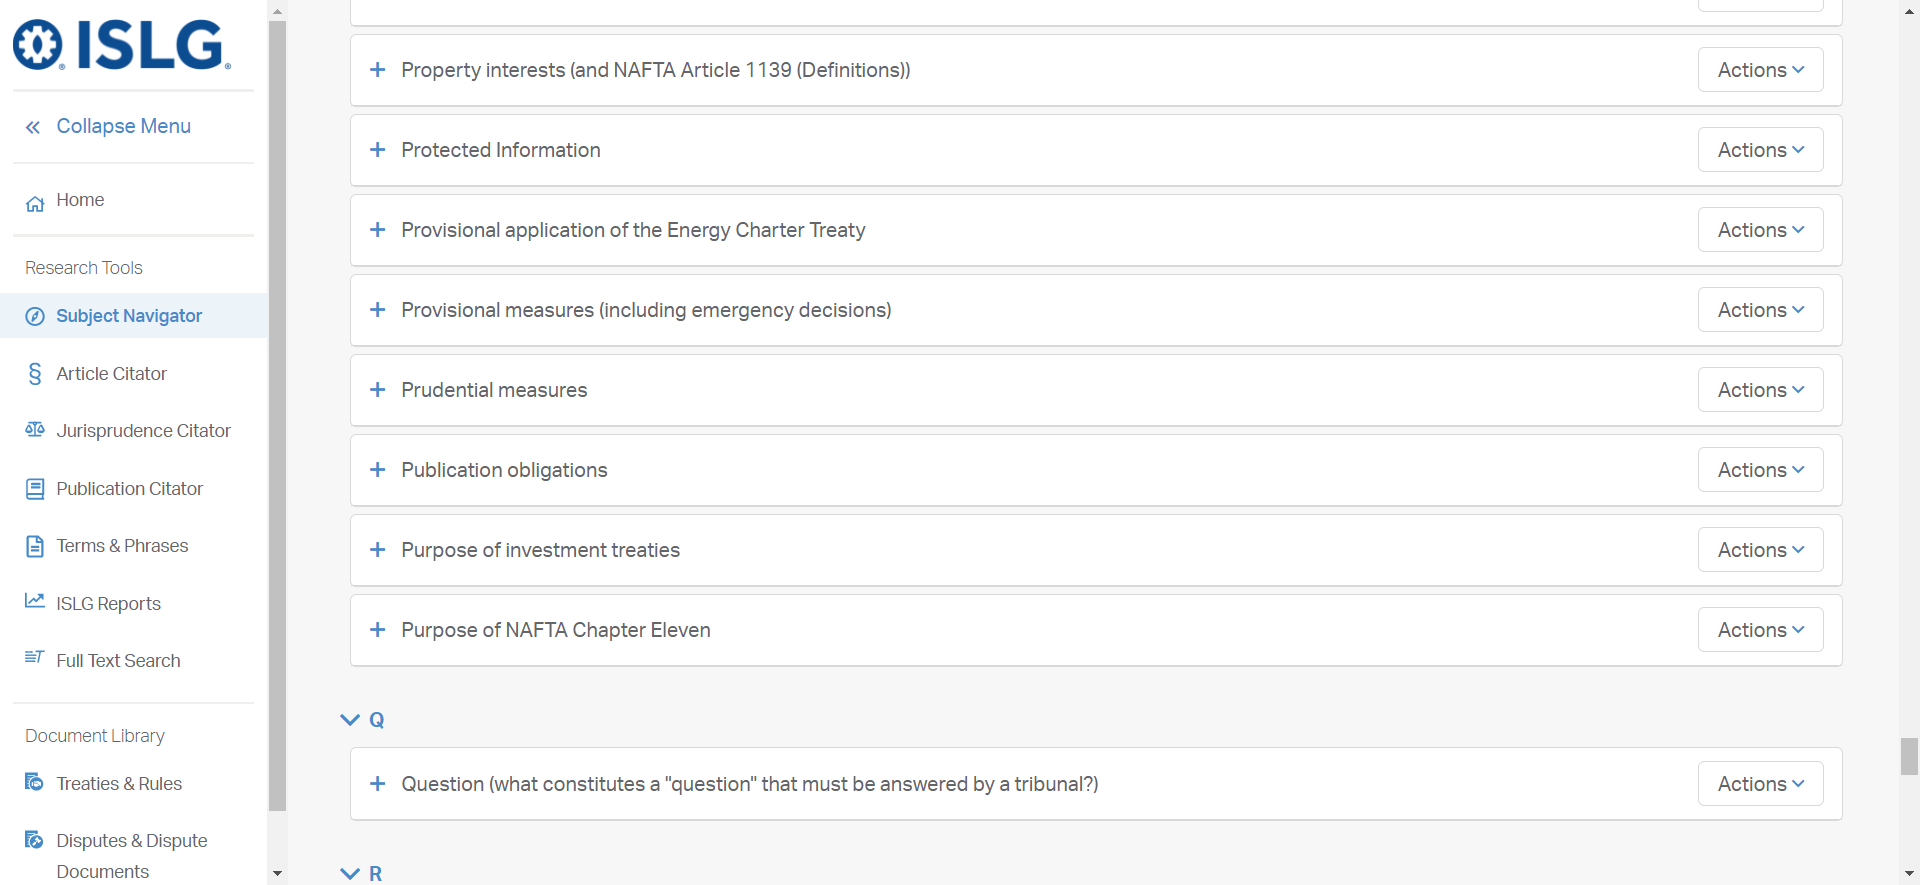 ISLG
Collapse Menu
Home
Research Tools
Subject Navigator
Article Citator
Jurisprudence Citator
Publication Citator
Terms & Phrases
ISLG Reports
Full Text Search
Document Library
Treaties & Rules
Disputes & Dispute
Documents
Property interests (and NAFTA Article 1139 (Definitions)) Actions
Protected Information Actions
Provisional application of the Energy Charter Treaty Actions
Provisional measures (including emergency decisions) Actions
Prudential measures Actions
Publication obligations Actions
Purpose of investment treaties Actions
Purpose of NAFTA Chapter Eleven Actions
Q
Question (what constitutes a "question" that must be answered by a tribunal?) Actions
R